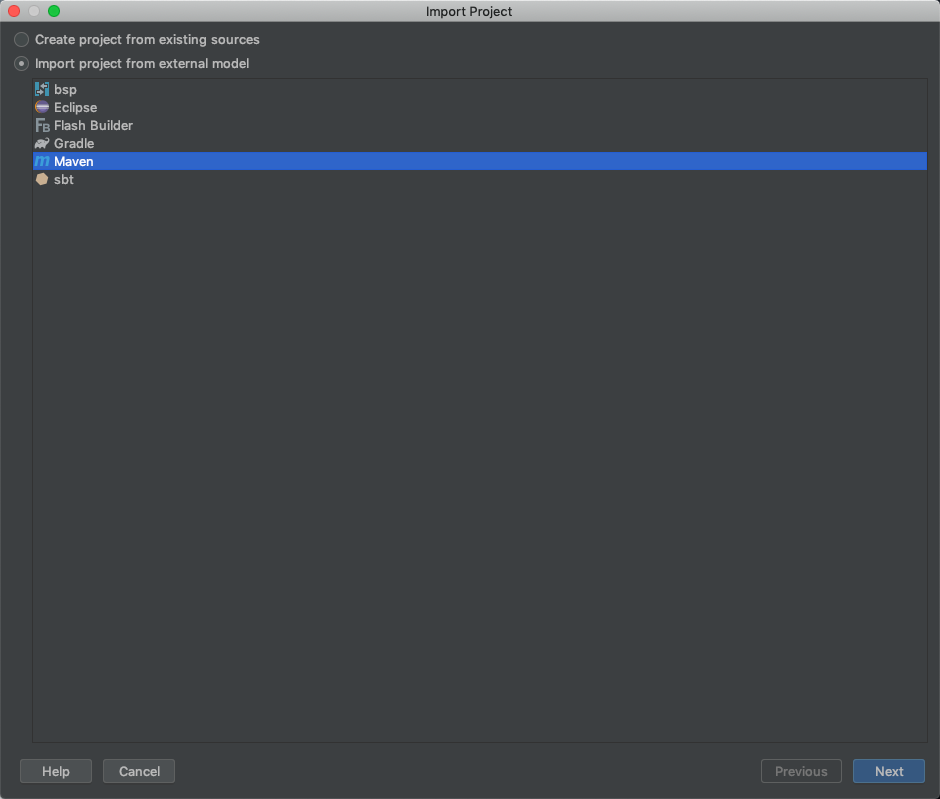 Import Project
Create project from existing sources
Import project from external model
bsp
Eclipse
FB Flash Builder
Gradle
m Maven
sbt
Help Cancel Previous Next